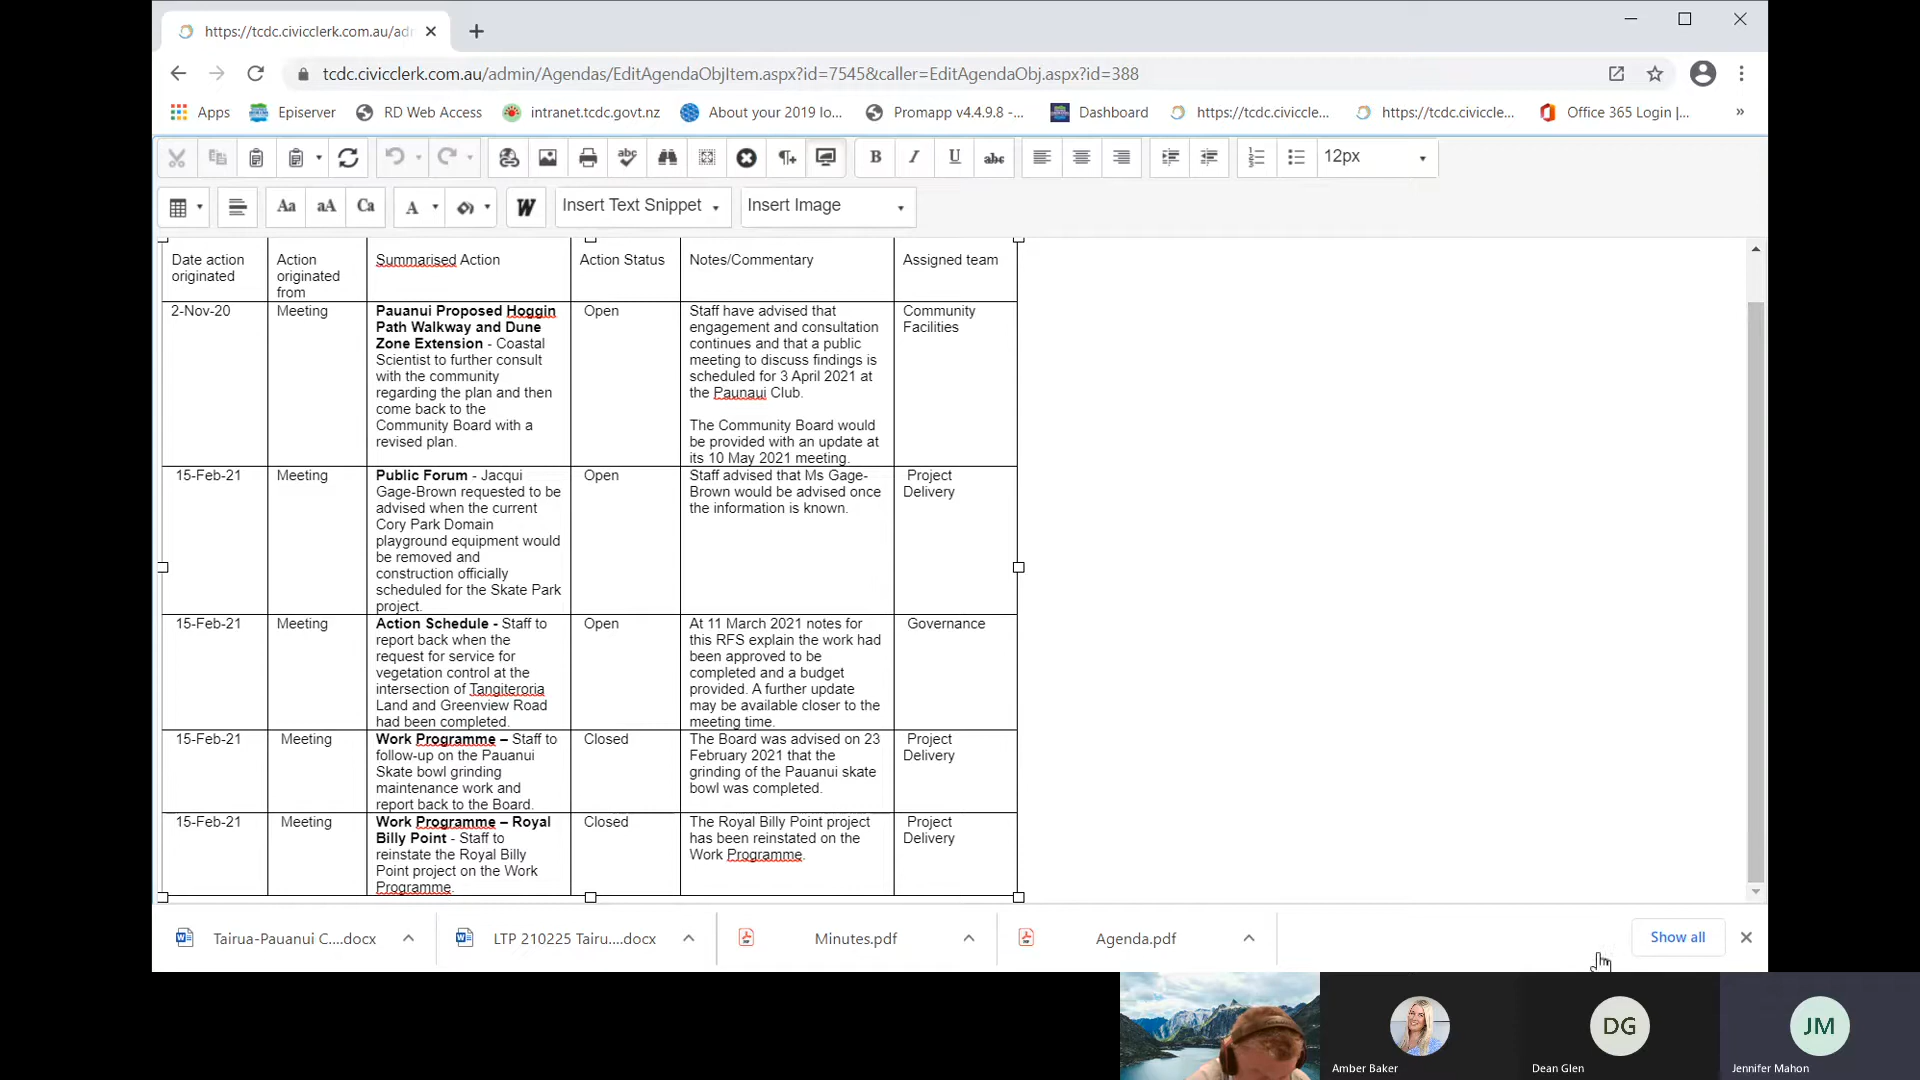 https://tcdc.civicclerk.com.au/adr
tcdc.civicclerk.com.au/admin/Agendas/EditAgendaObjItem.aspx?id=7545&caller=EditAgendaObj.aspx?id=388
Apps Episerver RD Web Access intranet.tcdc.govt.nz About your 2019 lo... Promapp v4.4.9.8 -... Dashboard https://tcdc.civiccle... https://tcdc.civiccle... Office 365 Login |... »
B I U abc 12px
Aa aA Ca A W Insert Text Snippet Insert Image
Date action
originated
Action
originated
from
Summarised Action
Action Status
Notes/Commentary
Assigned team
2-Nov-20
Meeting
Pauanui Proposed Hoggin
Path Walkway and Dune
Zone Extension - Coastal
Scientist to further consult
with the community
regarding the plan and then
come back to the
Community Board with a
revised plan.
Open
Staff have advised that
engagement and consultation
continues and that a public
meeting to discuss findings is
scheduled for 3 April 2021 at
the Paunaui Club.
The Community Board would
be provided with an update at
its 10 May 2021 meeting.
Community
Facilities
15-Feb-21
Meeting
Public Forum - Jacqui
Gage-Brown requested to be
advised when the current
Cory Park Domain
playground equipment would
be removed and
construction officially
scheduled for the Skate Park
project.
Open
Staff advised that Ms Gage-
Brown would be advised once
the information is known.
Project
Delivery
15-Feb-21
Meeting
Action Schedule - Staff to
report back when the
request for service for
vegetation control at the
intersection of Tangiteroria
Land and Greenview Road
had been completed.
Open
At 11 March 2021 notes for
this RFS explain the work had
been approved to be
completed and a budget
provided. A further update
may be available closer to the
meeting time.
Governance
15-Feb-21
Meeting
Work Programme – Staff to
follow-up on the Pauanui
Skate bowl grinding
maintenance work and
report back to the Board.
Closed
The Board was advised on 23
February 2021 that the
grinding of the Pauanui skate
bowl was completed.
Project
Delivery
15-Feb-21
Meeting
Work Programme – Royal
Billy Point - Staff to
reinstate the Royal Billy
Point project on the Work
Programme.
Closed
The Royal Billy Point project
has been reinstated on the
Work Programme.
Project
Delivery
Tairua-Pauanui C....docx LTP 210225 Tairu....docx Minutes.pdf Agenda.pdf Show all
DG JM
Amber Baker Dean Glen Jennifer Mahon